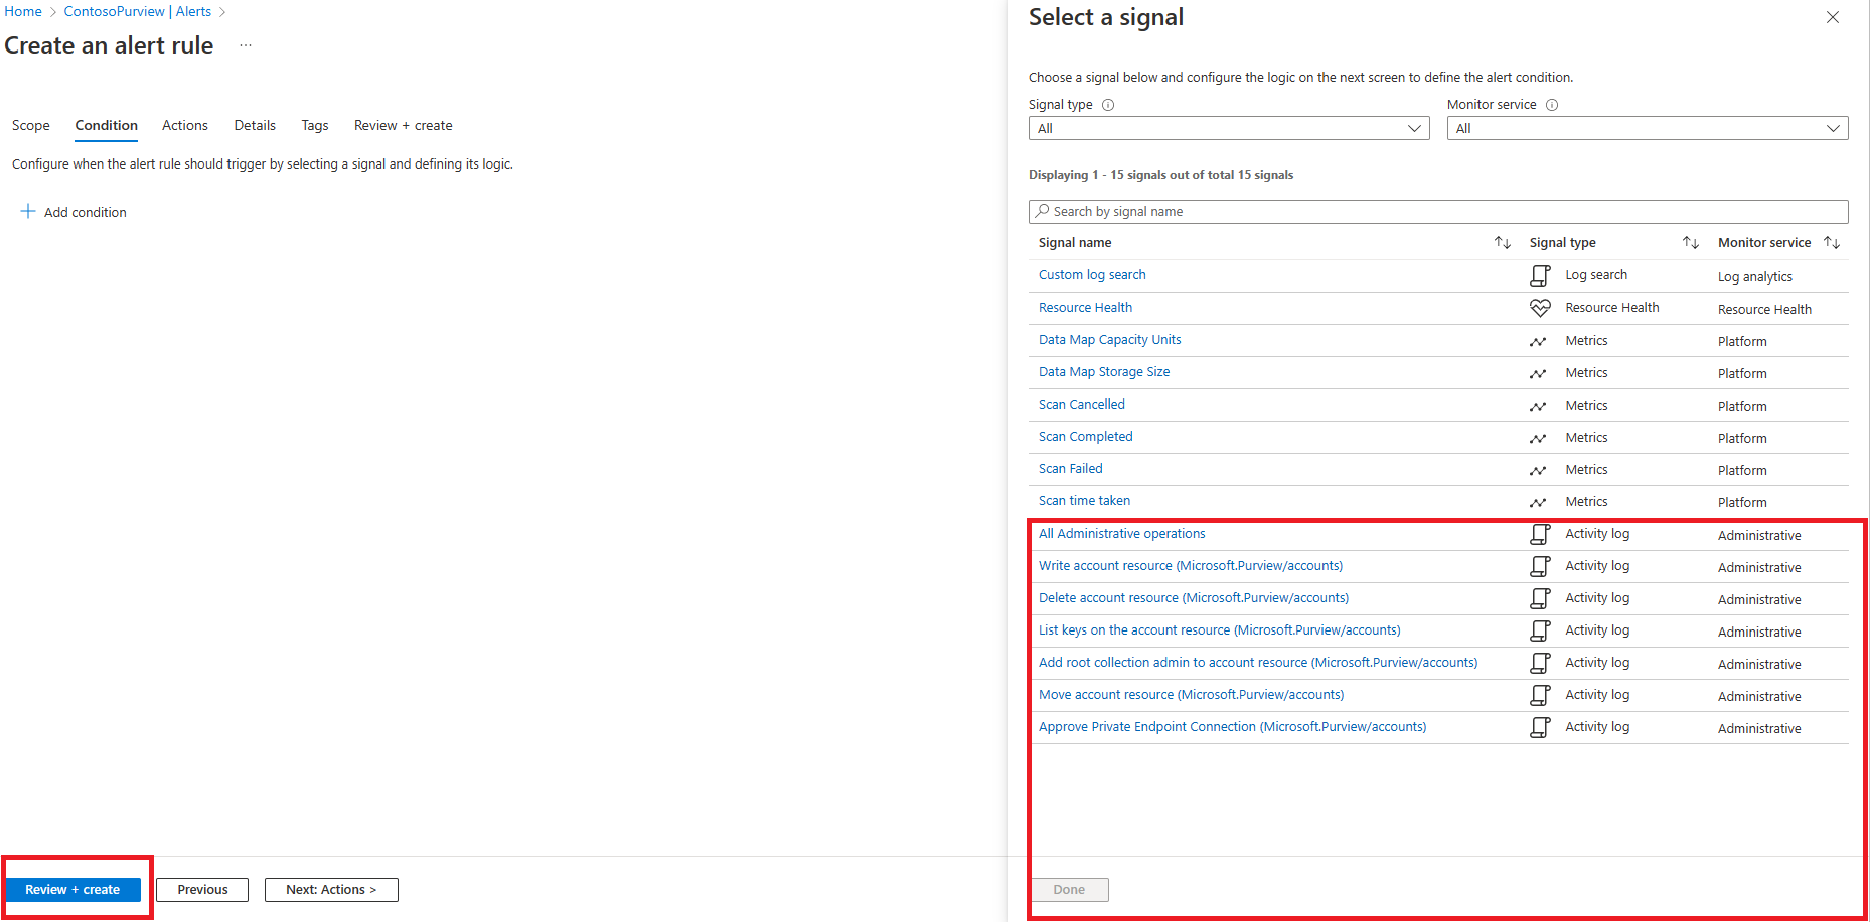 Home > ContosoPurview | Alerts >
Create an alert rule ...
Scope Condition Actions Details Tags Review + create
Configure when the alert rule should trigger by selecting a signal and defining its logic.
+ Add condition
Review + create Previous Next: Actions >
Select a signal
Choose a signal below and configure the logic on the next screen to define the alert condition.
Signal type Monitor service
All All
Displaying 1 - 15 signals out of total 15 signals
Search by signal name
Signal name Signal type Monitor service
Custom log search Log search Log analytics
Resource Health Resource Health Resource Health
Data Map Capacity Units Metrics Platform
Data Map Storage Size Metrics Platform
Scan Cancelled Metrics Platform
Scan Completed Metrics Platform
Scan Failed Metrics Platform
Scan time taken Metrics Platform
All Administrative operations Activity log Administrative
Write account resource (Microsoft.Purview/accounts) Activity log Administrative
Delete account resource (Microsoft.Purview/accounts) Activity log Administrative
List keys on the account resource (Microsoft.Purview/accounts) Activity log Administrative
Add root collection admin to account resource (Microsoft.Purview/accounts) Activity log Administrative
Move account resource (Microsoft.Purview/accounts) Activity log Administrative
Approve Private Endpoint Connection (Microsoft.Purview/accounts) Activity log Administrative
Done